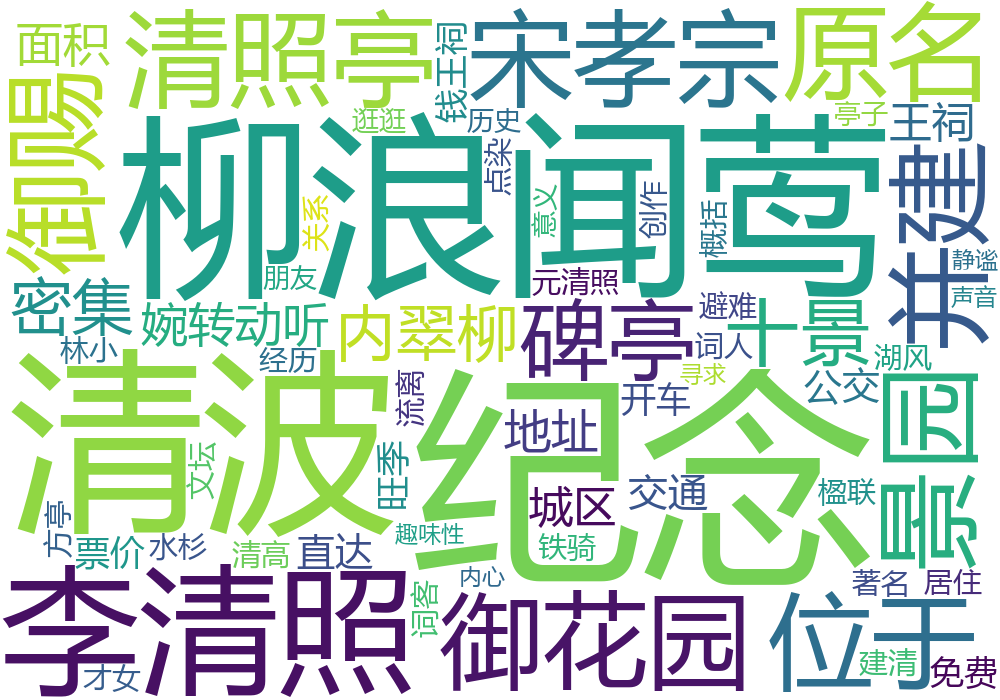 面积
清照亭
钱王祠
宋孝宗
原名
御赐
逛逛
历史
亭子
王祠
柳浪闻莺
点染
意义
创作
概括
并建
关系
朋友
静谧
声音
元清照
密集
婉转动听
内翠柳
碑亭
避难
十景
林小
经历
词人
湖风
寻求
清波
纪念
流离
开车
公交
景园
地址
文坛
旺季
城区
交通
楹联
方亭
票价
水杉
清高
直达
趣味性
铁骑
李清照
内心
著名
居住
词客
御花园
位于
才女
建清
免费